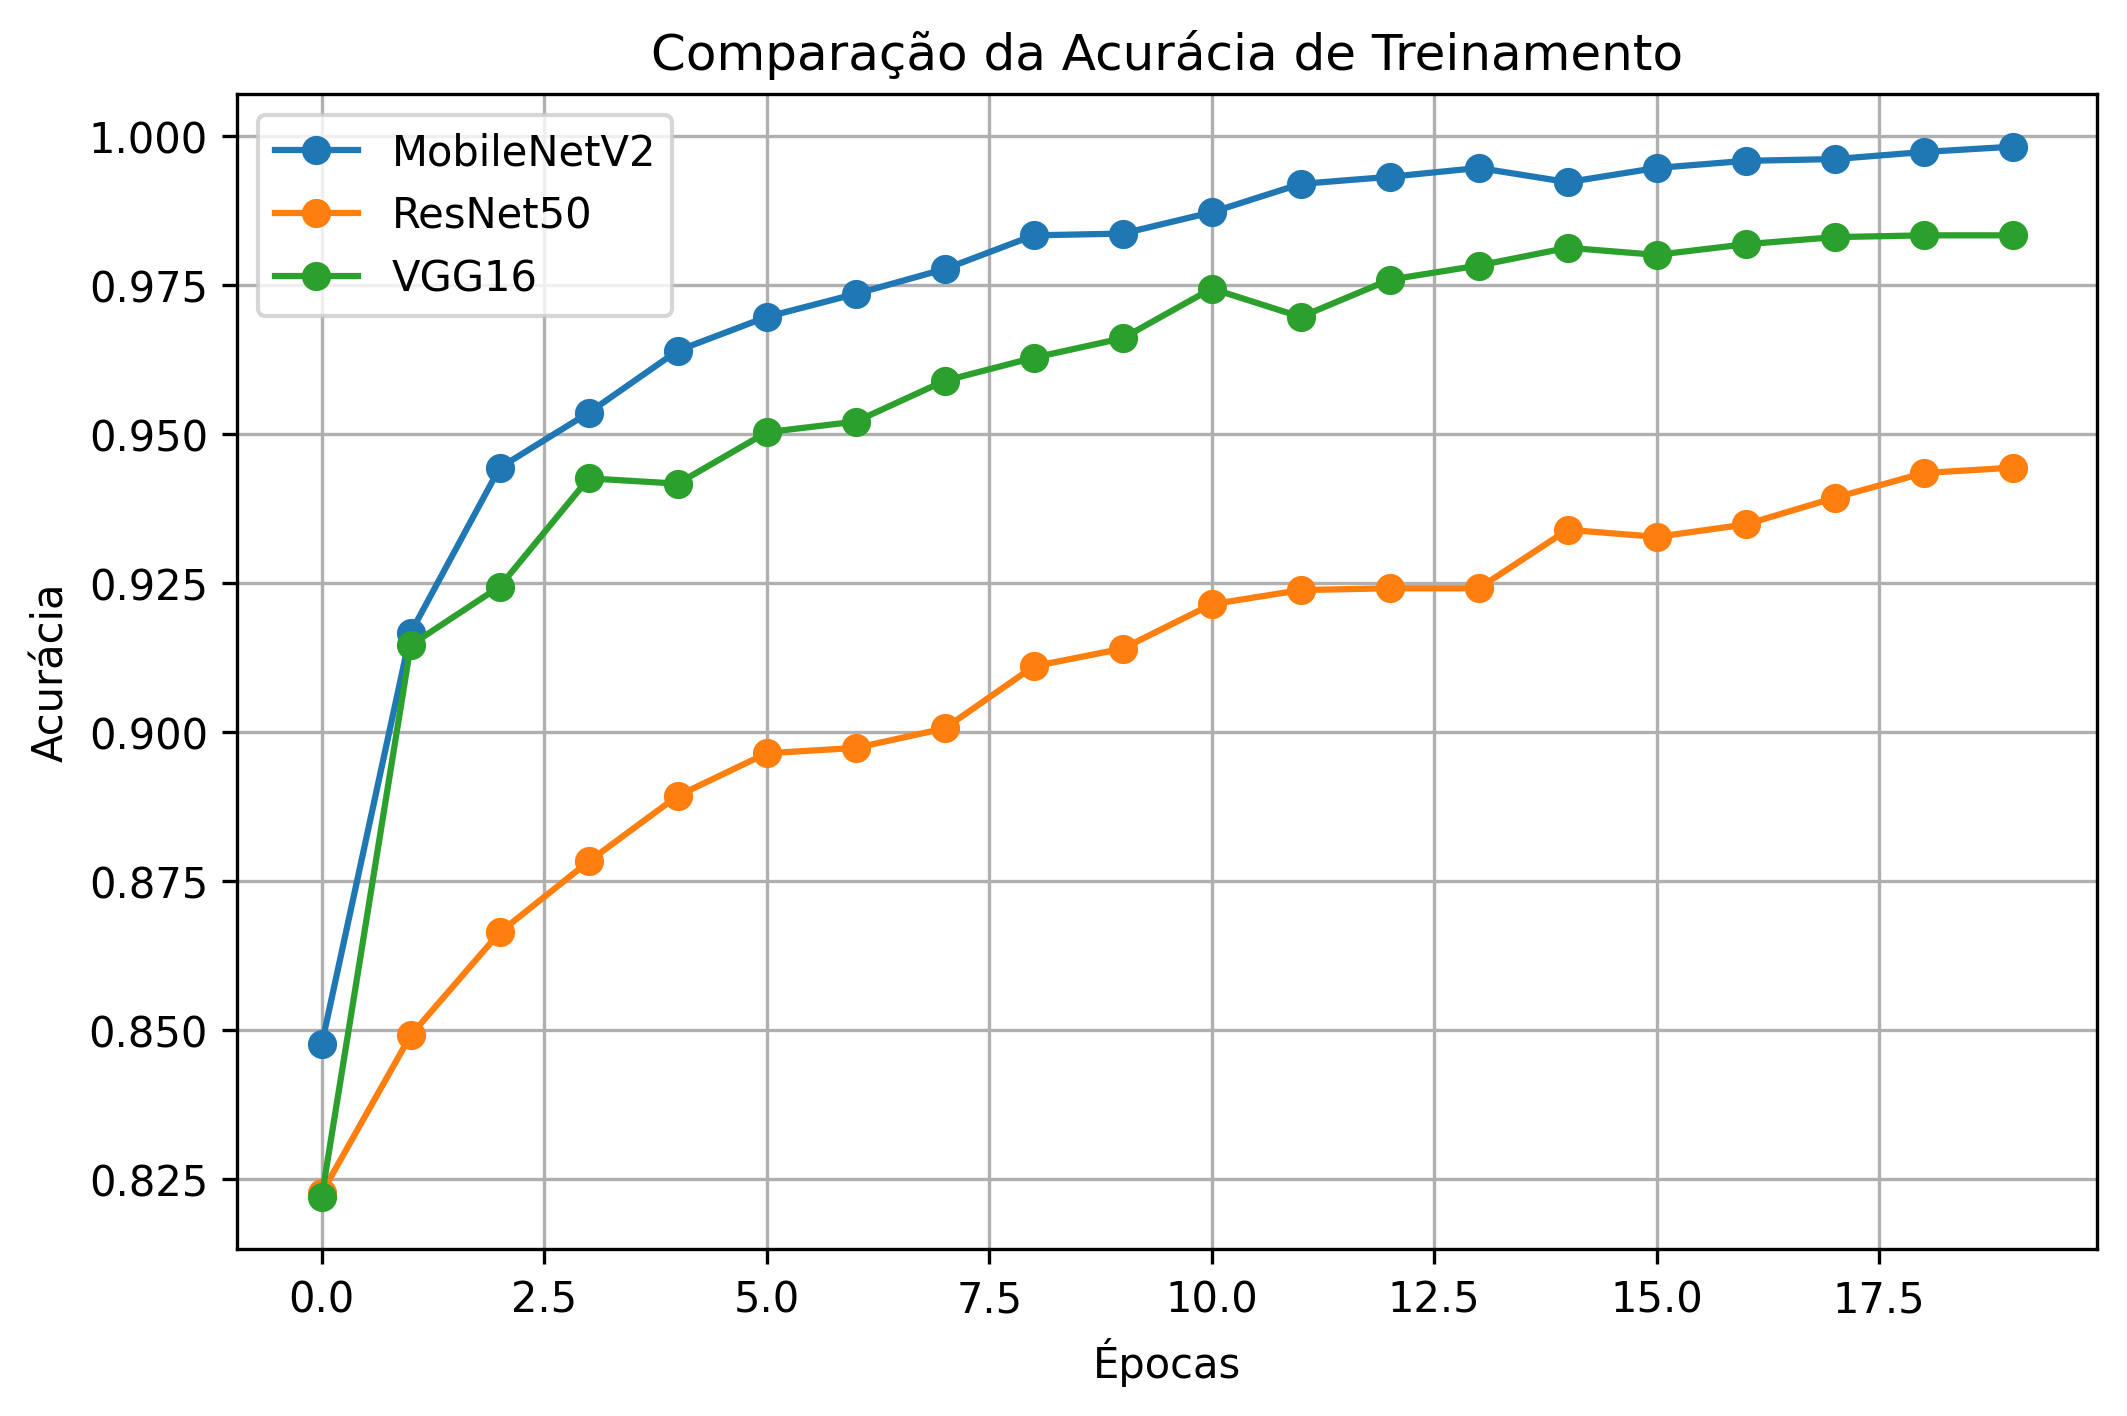 Comparação da Acurácia de Treinamento
MobileNetV2
ResNet50
VGG16
Acurácia
1.000
0.975
0.950
0.925
0.900
0.875
0.850
0.825
0.0 2.5 5.0 7.5 10.0 12.5 15.0 17.5
Épocas